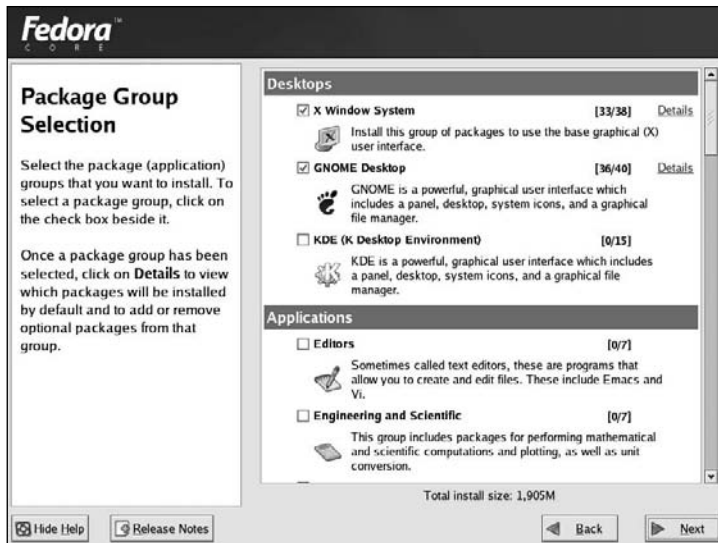 Fedora™
CORE
Package Group
Selection
Select the package (application)
groups that you want to install. To
select a package group, click on
the check box beside it.
Once a package group has been
selected, click on Details to view
which packages will be installed
by default and to add or remove
optional packages from that
group.
Desktops
X Window System [33/38] Details
Install this group of packages to use the base graphical (X)
user interface.
GNOME Desktop [36/40] Details
GNOME is a powerful, graphical user interface which
includes a panel, desktop, system icons, and a graphical
file manager.
KDE (K Desktop Environment) [0/15]
KDE is a powerful, graphical user interface which includes
a panel, desktop, system icons, and a graphical file
manager.
Applications
Editors [0/7]
Sometimes called text editors, these are programs that
allow you to create and edit files. These include Emacs and
Vi.
Engineering and Scientific [0/7]
This group includes packages for performing mathematical
and scientific computations and plotting, as well as unit
conversion.
Total install size: 1,905M
Hide Help
Release Notes
Back
Next